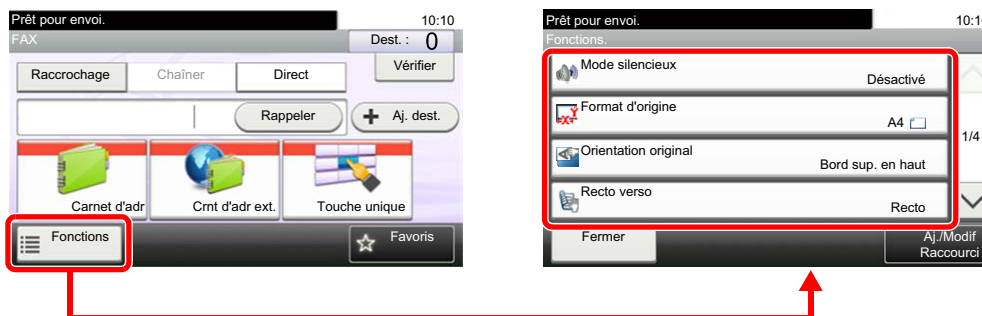 Prêt pour envoi.
10:10
FAX
Dest. : 0
Raccrochage
Chaîner
Direct
Vérifier
Rappeler
Aj. dest.
Carnet d'adr
Crnt d'adr ext.
Touche unique
Fonctions
Favoris
Prêt pour envoi.
10:1
Fonctions.
Mode silencieux
Désactivé
Format d'origine
A4
1/4
Orientation original
Bord sup. en haut
Recto verso
Recto
Fermer
Aj./Modif
Raccourci